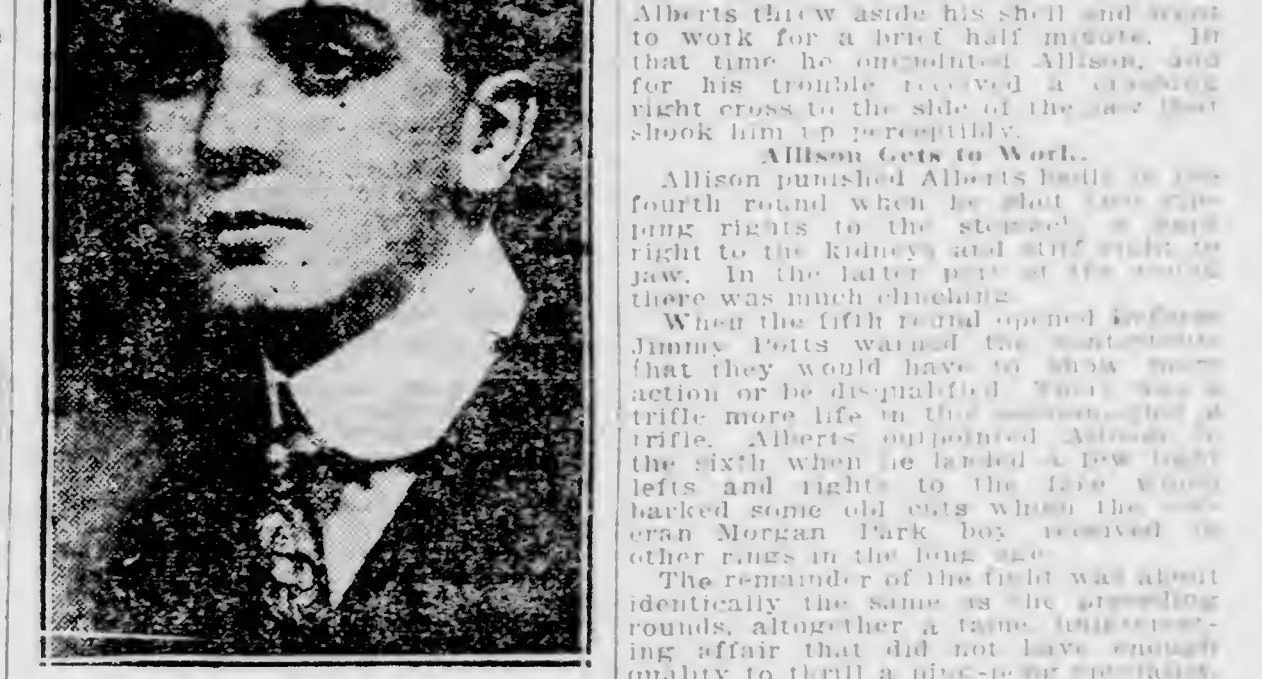 Alberts threw aside his shell and went
to work for a brief half minute. In
that time he outpointed Allison, and
for his trouble received a crashing
right cross to the side of the jaw that
shook him up perceptibly.
Allison Gets to Work.
Allison punished Alberts badly in the
fourth round when he shot two rip-
ping rights to the stomach, a hard
right to the kidneys and stiff right to
jaw. In the latter part of the round
there was much clinching.
When the fifth round opened
Jimmy Potts warned the contestants
that they would have to show more
action or be disqualified. There was a
trifle more life in the
trifle. Alberts outpointed Allison in
the sixth when he landed a few light
lefts and rights to the face which
barked some old cuts which the vet-
eran Morgan Park boy received in
other rings in the long ago.
The remainder of the fight was about
identically the same as the preceding
rounds, altogether a tame, uninterest-
ing affair that did not have enough
quality to thrill a